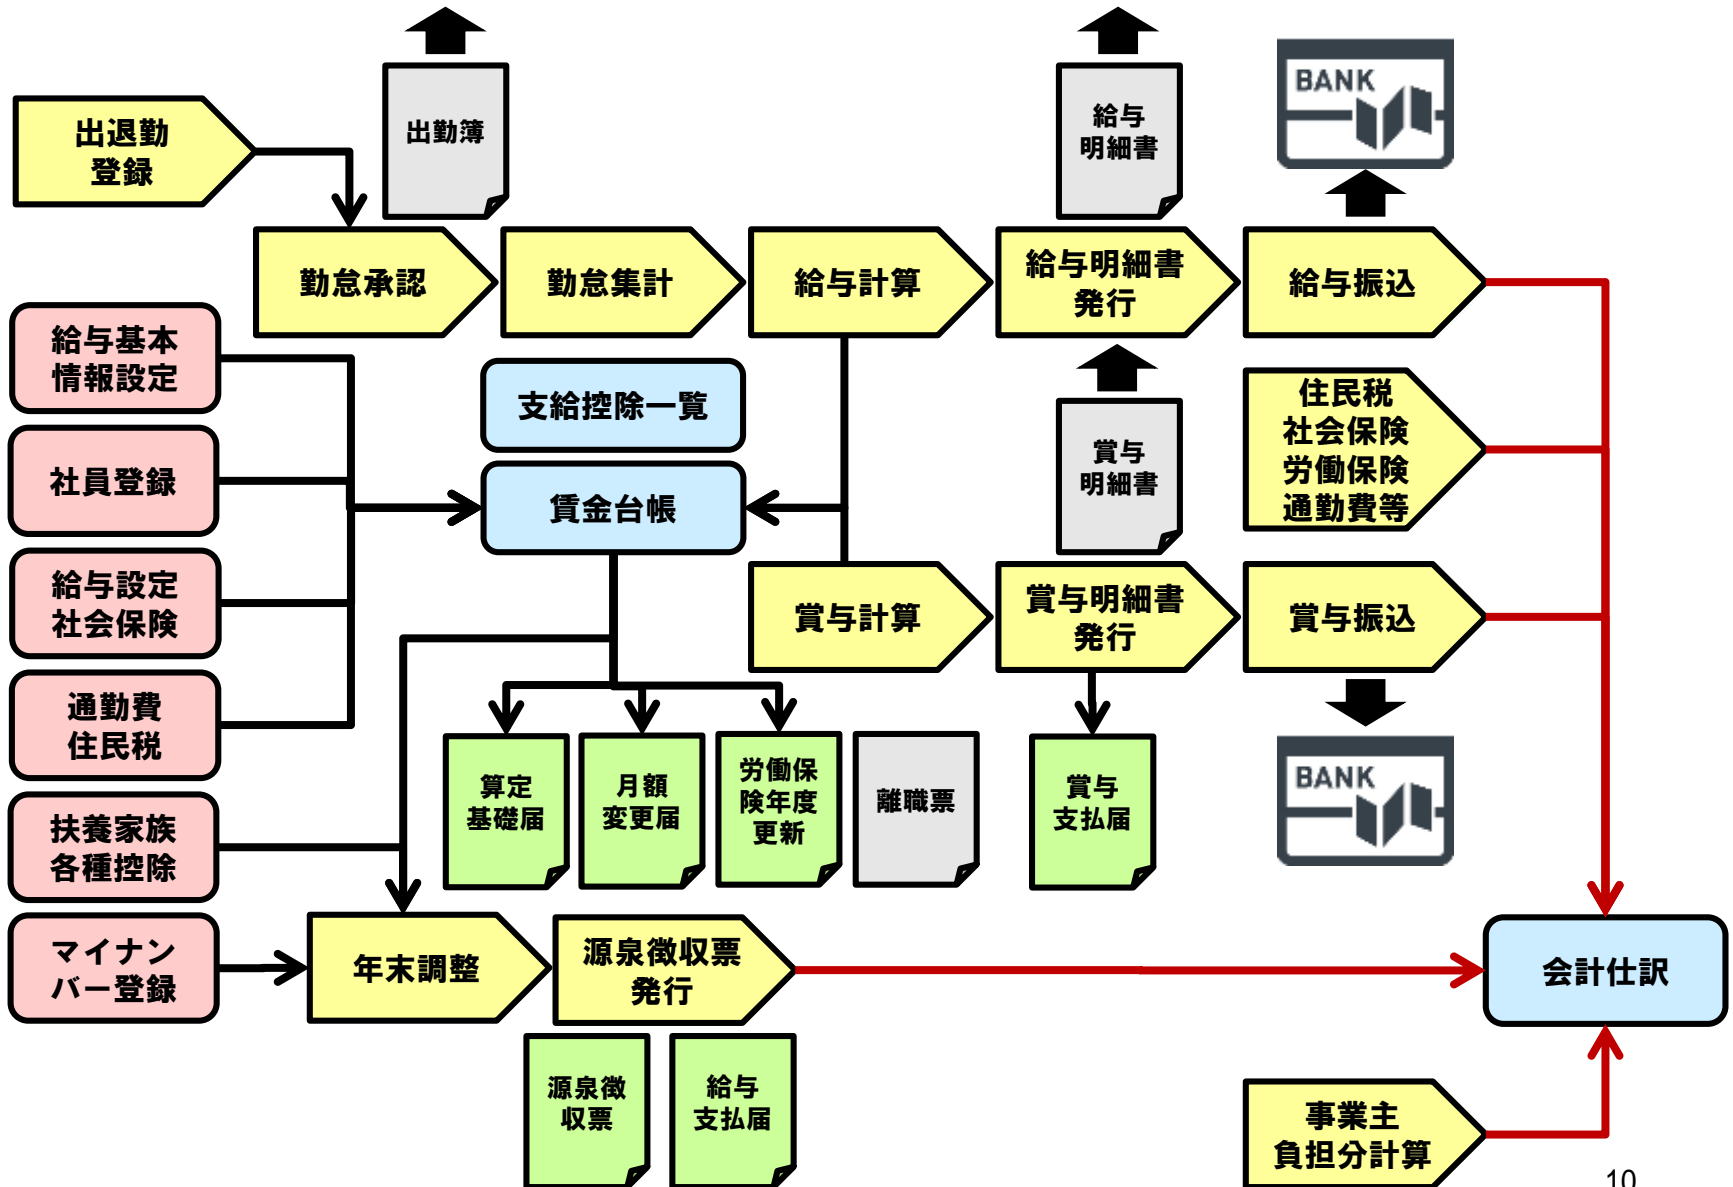 出退勤
登録
出勤簿
給与
明細書
BANK
勤怠承認
勤怠集計
給与計算
給与明細書
発行
給与振込
給与基本
情報設定
支給控除一覧
賞与
明細書
住民税
社会保険
労働保険
通勤費等
社員登録
賃金台帳
給与設定
社会保険
賞与計算
賞与明細書
発行
賞与振込
通勤費
住民税
算定
基礎届
月額
変更届
労働保
険年度
更新
離職票
賞与
支払届
BANK
扶養家族
各種控除
マイナン
バー登録
年末調整
源泉徴収票
発行
会計仕訳
源泉徴
収票
給与
支払届
事業主
負担分計算
10